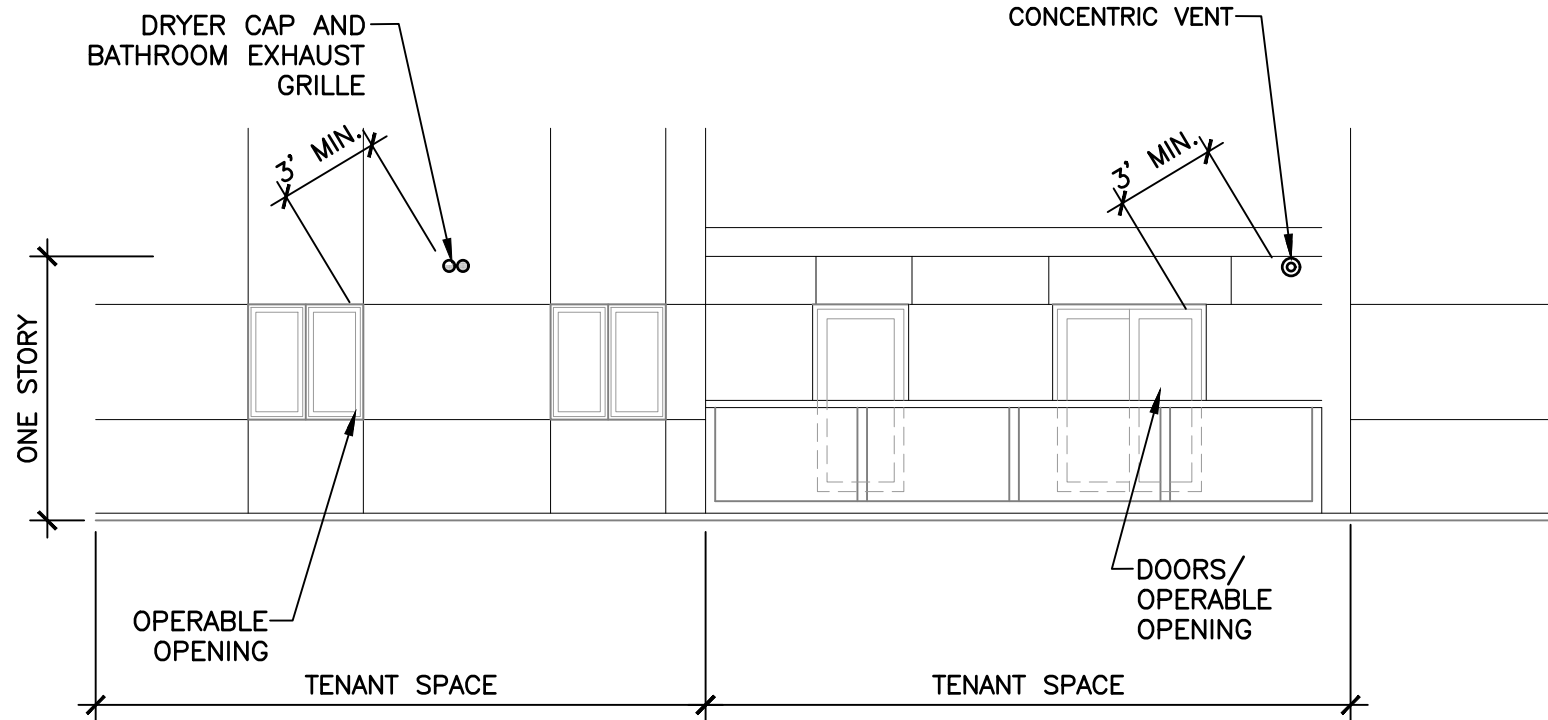 DRYER CAP AND
BATHROOM EXHAUST
GRILLE
CONCENTRIC VENT
3' MIN.
3' MIN.
ONE STORY
OPERABLE
OPENING
DOORS/
OPERABLE
OPENING
TENANT SPACE
TENANT SPACE